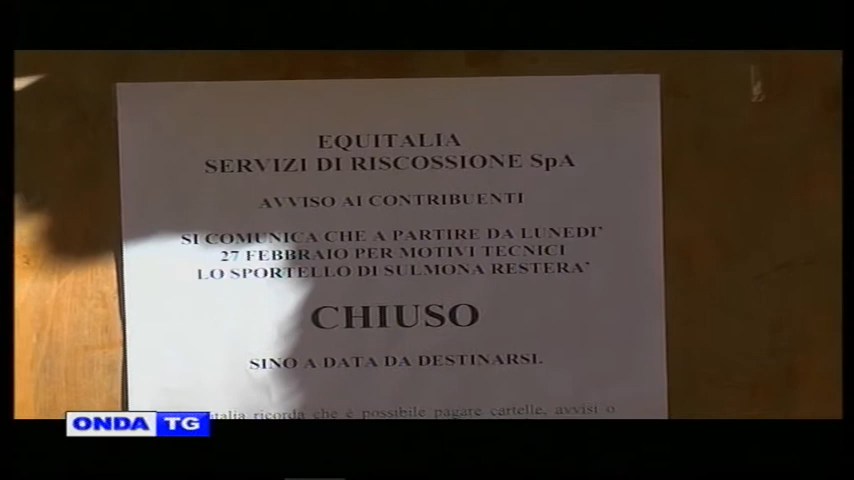 EQUITALIA
SERVIZI DI RISCOSSIONE SpA
AVVISO AI CONTRIBUENTI
SI COMUNICA CHE A PARTIRE DA LUNEDI'
27 FEBBRAIO PER MOTIVI TECNICI
LO SPORTELLO DI SULMONA RESTERA'
CHIUSO
SINO A DATA DA DESTINARSI.
ricorda che è possibile pagare cartelle, avvisi o
ONDA TG